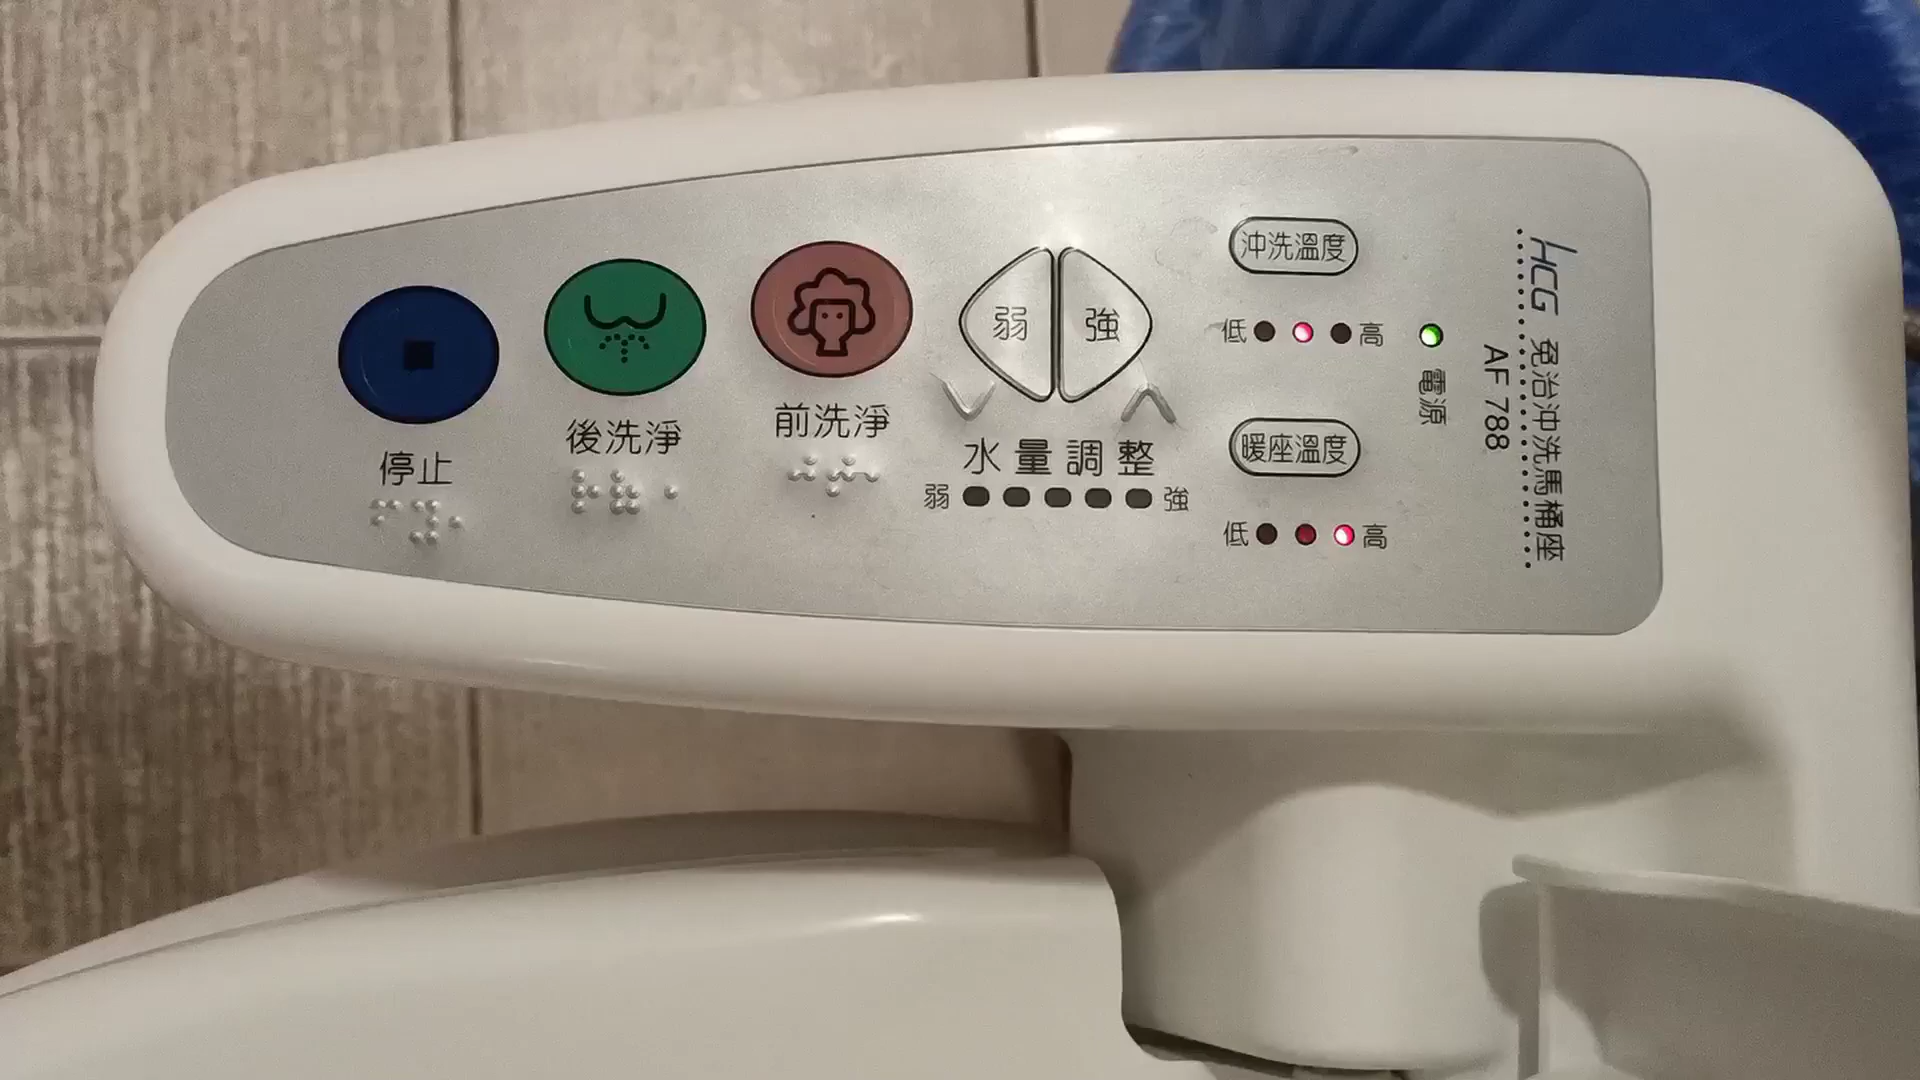 停止
後洗淨
前洗淨
弱 強
水量調整
弱 強
沖洗溫度
低 高
暖座溫度
低 高
電源
HCG 免治沖洗馬桶座
AF 788